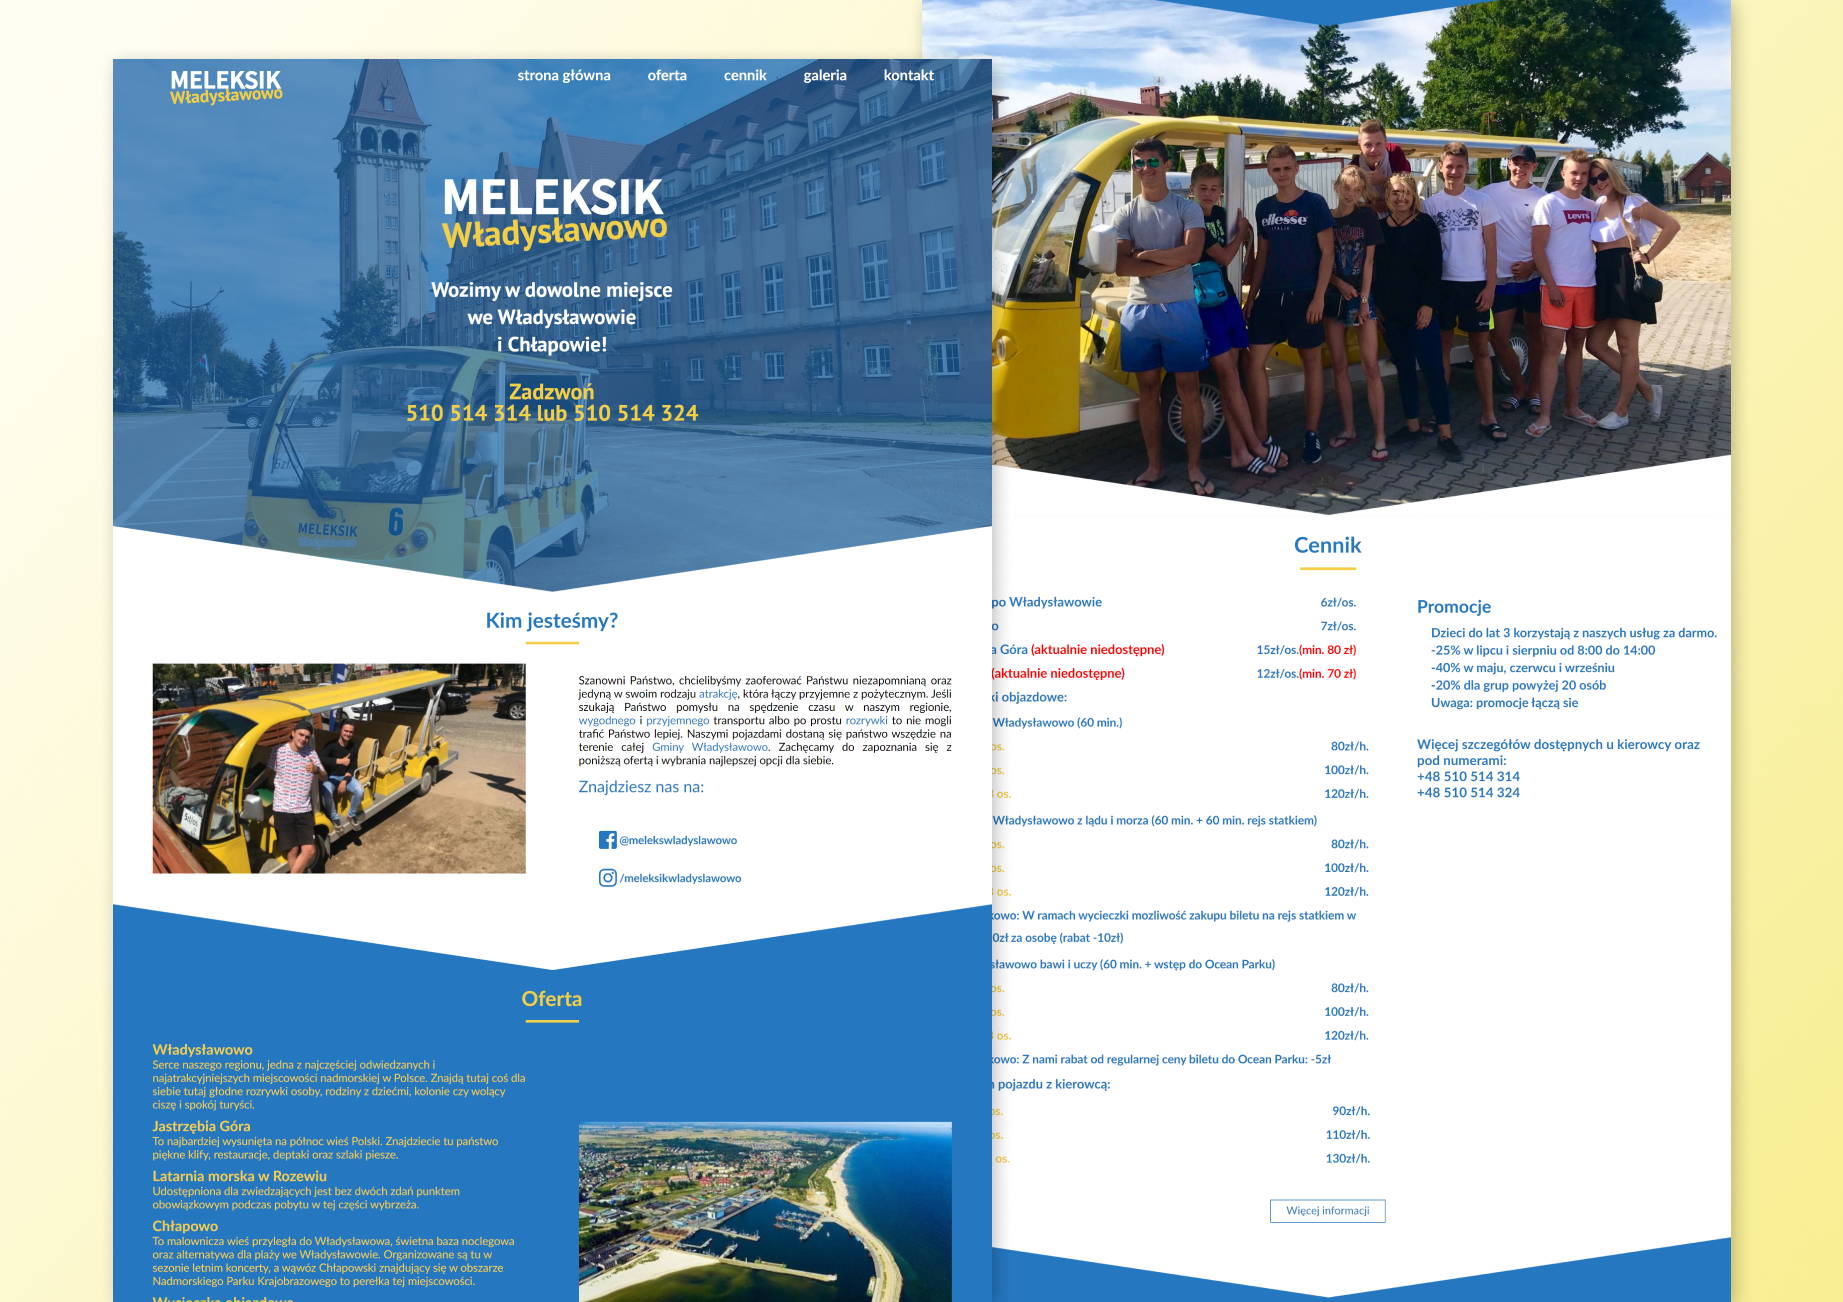 MELEKSIK
Władysławowo
strona główna oferta cennik galeria kontakt
MELEKSIK
Władysławowo
Wozimy w dowolne miejsce
we Władysławowie
i Chłapowie!
Zadzwoń
510 514 314 lub 510 514 324
6zł
MELEKSIK
6
Kim jesteśmy?
Szanowni Państwo, chcielibyśmy zaoferować Państwu niezapomnianą oraz
jedyną w swoim rodzaju atrakcję, która łączy przyjemne z pożytecznym. Jeśli
szukają Państwo pomysłu na spędzenie czasu w naszym regionie,
wygodnego i przyjemnego transportu albo po prostu rozrywki to nie mogli
trafić Państwo lepiej. Naszymi pojazdami dostaną się państwo wszędzie na
terenie całej Gminy Władysławowo. Zachęcamy do zapoznania się z
poniższą ofertą i wybrania najlepszej opcji dla siebie.
Znajdziesz nas na:
@melekswladyslawowo
/meleksikwladyslawowo
Oferta
Władysławowo
Serce naszego regionu, jedna z najczęściej odwiedzanych i
najatrakcyjniejszych miejscowości nadmorskiej w Polsce. Znajdą tutaj coś dla
siebie tutaj głodne rozrywki osoby, rodziny z dziećmi, kolonie czy wolący
ciszę i spokój turyści.
Jastrzębia Góra
To najbardziej wysunięta na północ wieś Polski. Znajdziecie tu państwo
piękne klify, restauracje, deptaki oraz szlaki piesze.
Latarnia morska w Rozewiu
Udostępniona dla zwiedzających jest bez dwóch zdań punktem
obowiązkowym podczas pobytu w tej części wybrzeża.
Chłapowo
To malownicza wieś przyległa do Władysławowa, świetna baza noclegowa
oraz alternatywa dla plaży we Władysławowie. Organizowane są tu w
sezonie letnim koncerty, a wąwóz Chłapowski znajdujący się w obszarze
Nadmorskiego Parku Krajobrazowego to perełka tej miejscowości.
Wycieczka objazdowa
ellesse
ITALIA
Levi's
Cennik
po Władysławowie 6zł/os.
o 7zł/os.
a Góra (aktualnie niedostępne) 15zł/os.(min. 80 zł)
(aktualnie niedostępne) 12zł/os.(min. 70 zł)
ki objazdowe:
Władysławowo (60 min.)
os. 80zł/h.
os. 100zł/h.
os. 120zł/h.
Władysławowo z lądu i morza (60 min. + 60 min. rejs statkiem)
os. 80zł/h.
os. 100zł/h.
os. 120zł/h.
kowo: W ramach wycieczki mozliwość zakupu biletu na rejs statkiem w
0zł za osobę (rabat -10zł)
sławowo bawi i uczy (60 min. + wstęp do Ocean Parku)
os. 80zł/h.
os. 100zł/h.
os. 120zł/h.
kowo: Z nami rabat od regularnej ceny biletu do Ocean Parku: -5zł
pojazdu z kierowcą:
os. 90zł/h.
os. 110zł/h.
os. 130zł/h.
Więcej informacji
Promocje
Dzieci do lat 3 korzystają z naszych usług za darmo.
-25% w lipcu i sierpniu od 8:00 do 14:00
-40% w maju, czerwcu i wrześniu
-20% dla grup powyżej 20 osób
Uwaga: promocje łączą sie
Więcej szczegółów dostępnych u kierowcy oraz
pod numerami:
+48 510 514 314
+48 510 514 324